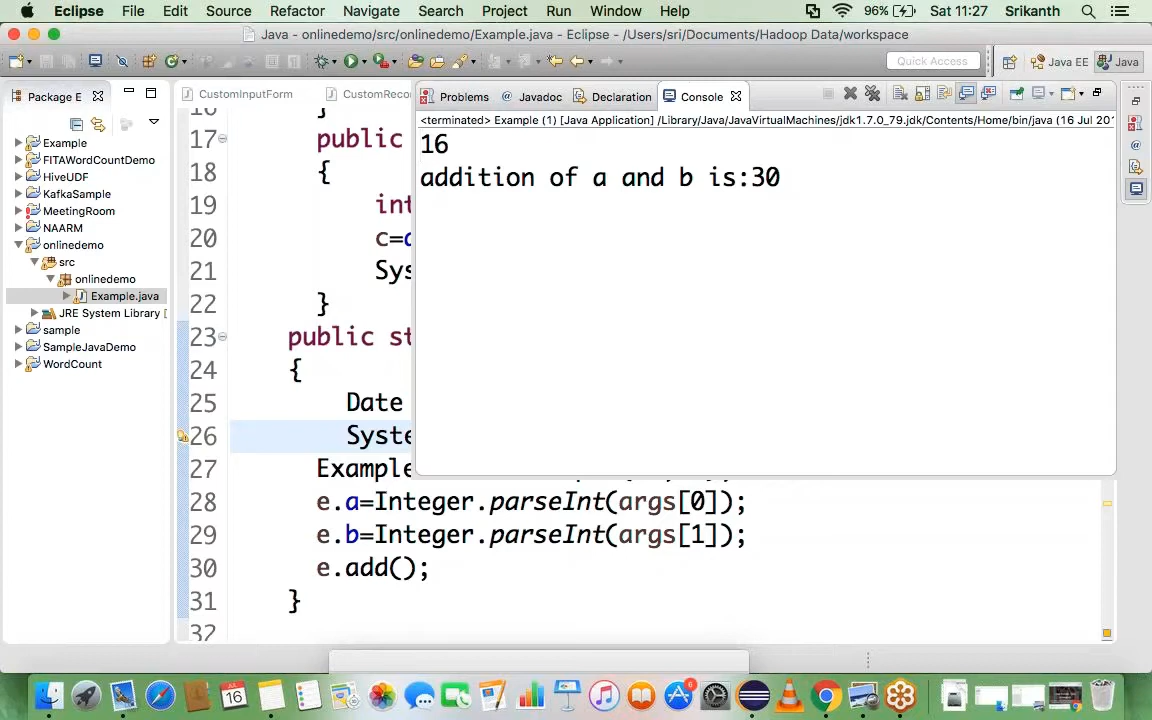 Eclipse File Edit Source Refactor Navigate Search Project Run Window Help 96% Sat 11:27 Srikanth
Java - onlinedemo/src/onlinedemo/Example.java - Eclipse - /Users/sri/Documents/Hadoop Data/workspace
Quick Access Java EE Java
Package E
CustomInputForm CustomReco
Problems @ Javadoc Declaration Console
<terminated> Example (1) [Java Application] /Library/Java/JavaVirtualMachines/jdk1.7.0_79.jdk/Contents/Home/bin/java (16 Jul 20
16
addition of a and b is:30
Example
FITAWordCountDemo
HiveUDF
KafkaSample
MeetingRoom
NAARM
onlinedemo
src
onlinedemo
Example.java
JRE System Library [
sample
SampleJavaDemo
WordCount
16 }
17 public
18 {
19 int
20 c=a
21 Sys
22 }
23 public st
24 {
25 Date
26 Syste
27 Example
28 e.a=Integer.parseInt(args[0]);
29 e.b=Integer.parseInt(args[1]);
30 e.add();
31 }
32
16
6